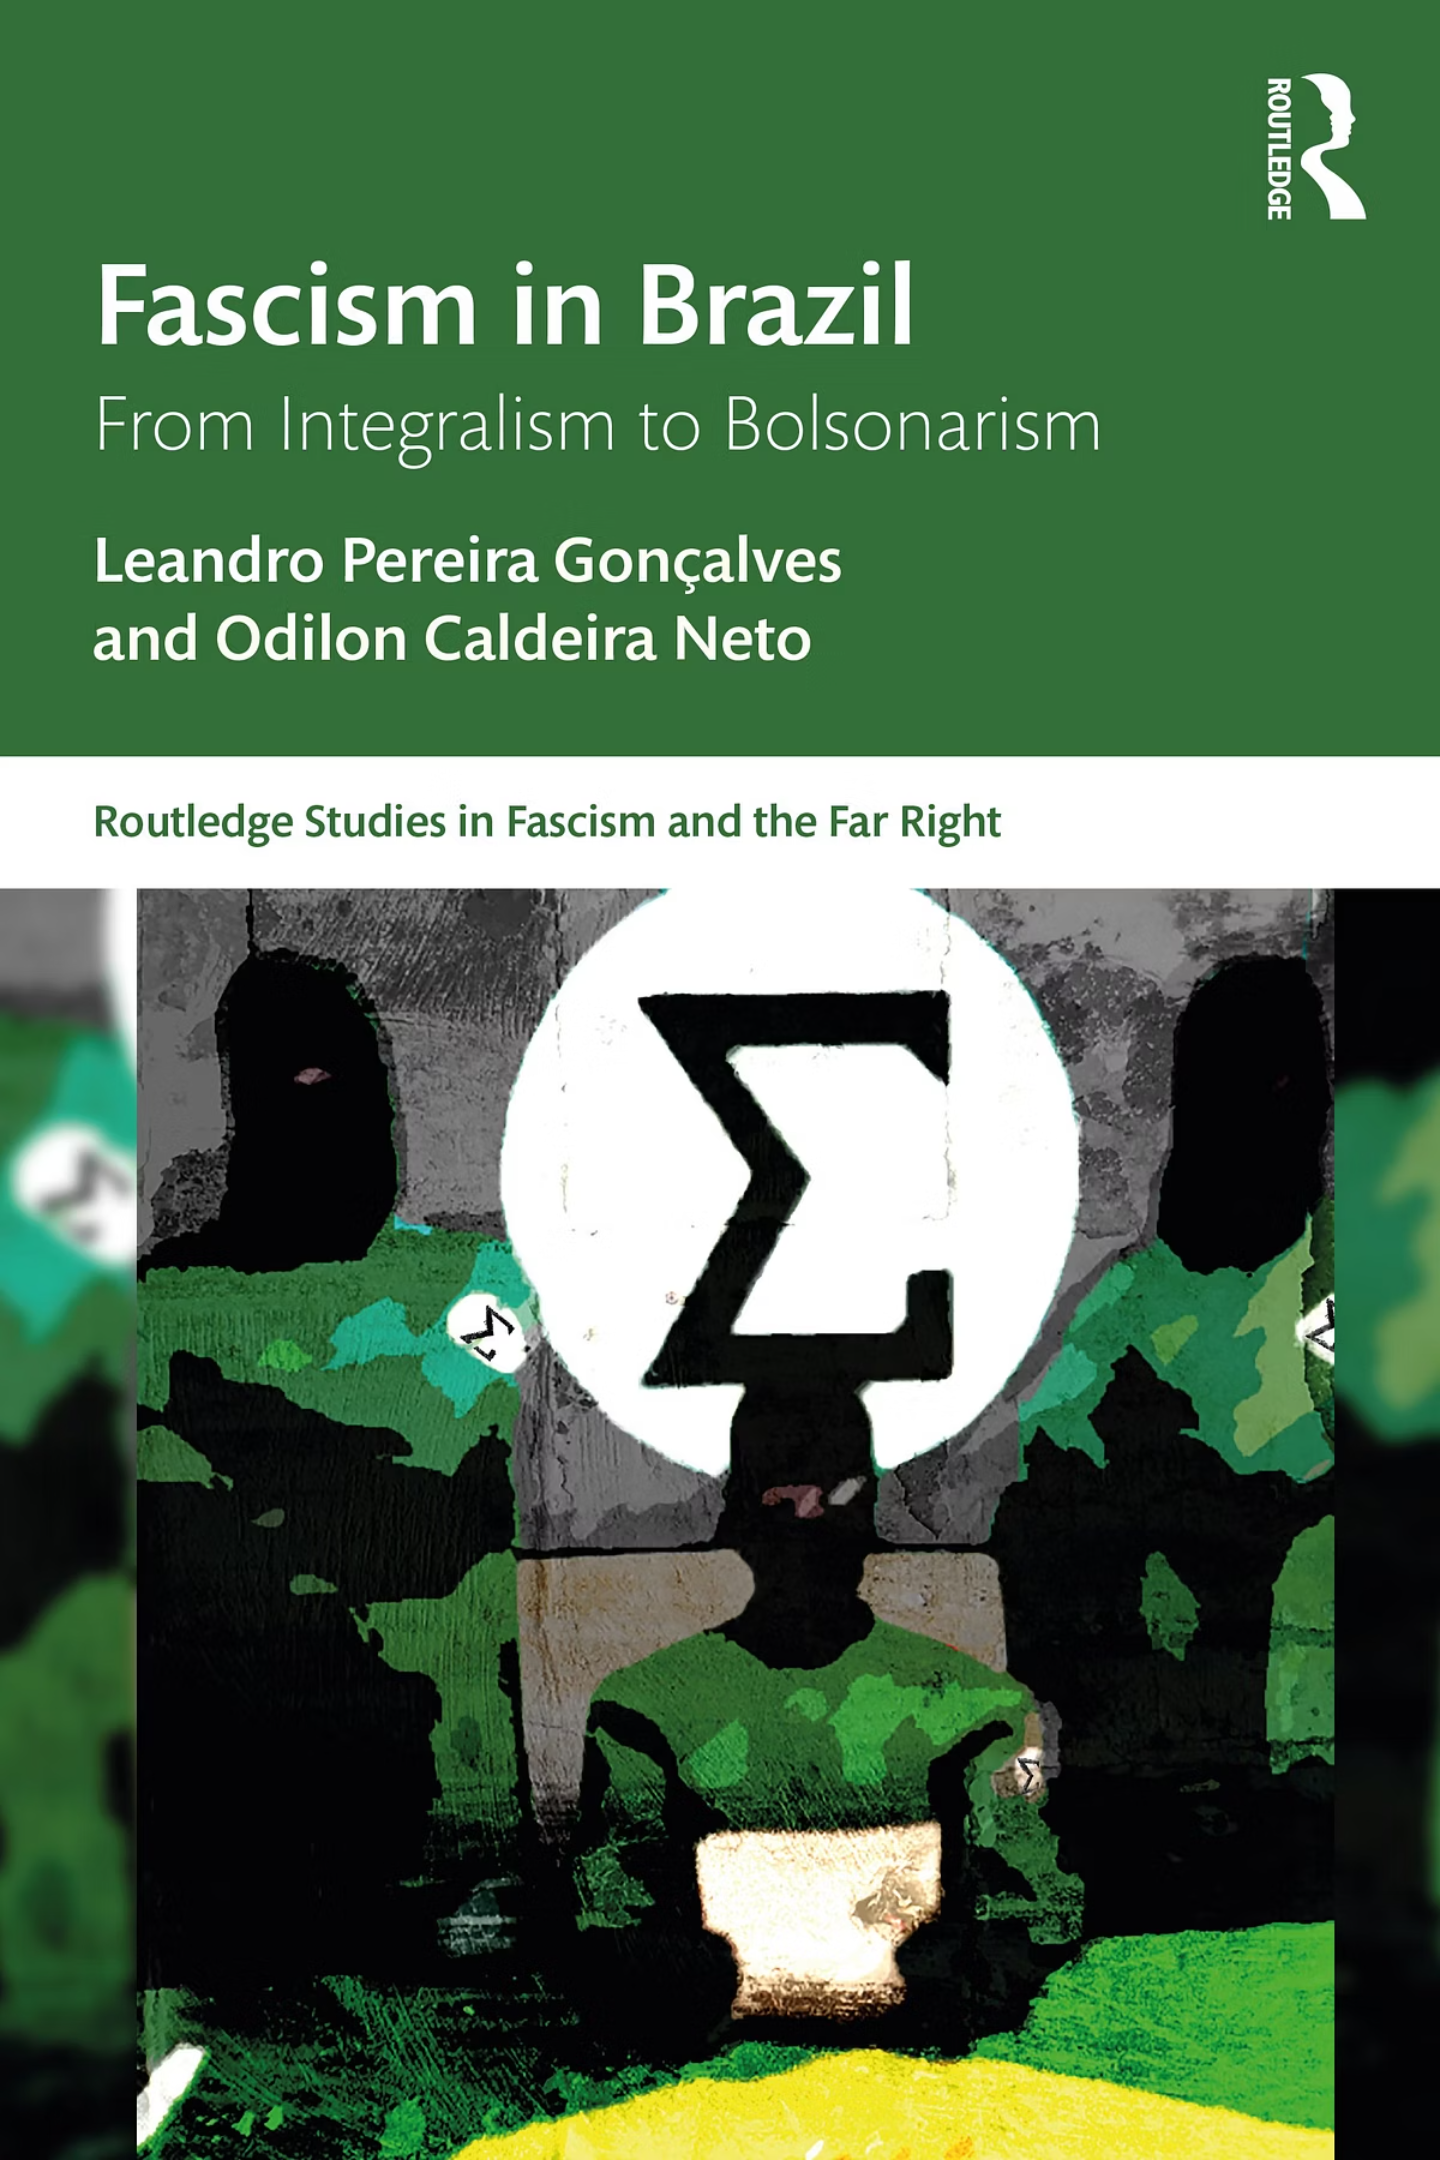 ROUTLEDGE
Fascism in Brazil
From Integralism to Bolsonarism
Leandro Pereira Gonçalves
and Odilon Caldeira Neto
Routledge Studies in Fascism and the Far Right
Σ
Σ
Σ
Σ
Σ